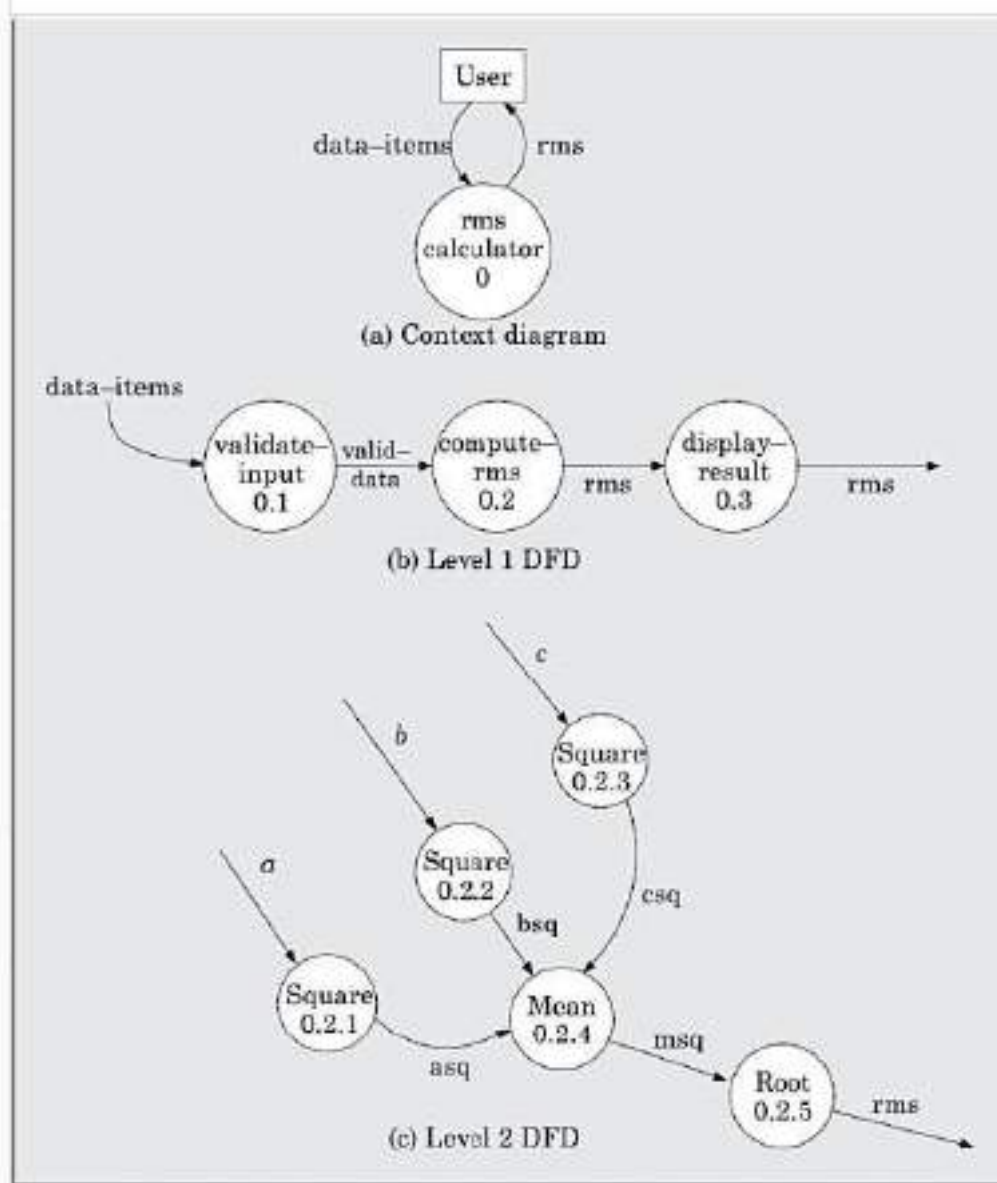 User
data–items
rms
rms
calculator
0
(a) Context diagram
data–items
validate–
input
0.1
valid–
data
compute–
rms
0.2
rms
display–
result
0.3
rms
(b) Level 1 DFD
c
Square
0.2.3
b
Square
0.2.2
csq
bsq
a
Square
0.2.1
asq
Mean
0.2.4
msq
Root
0.2.5
rms
(c) Level 2 DFD